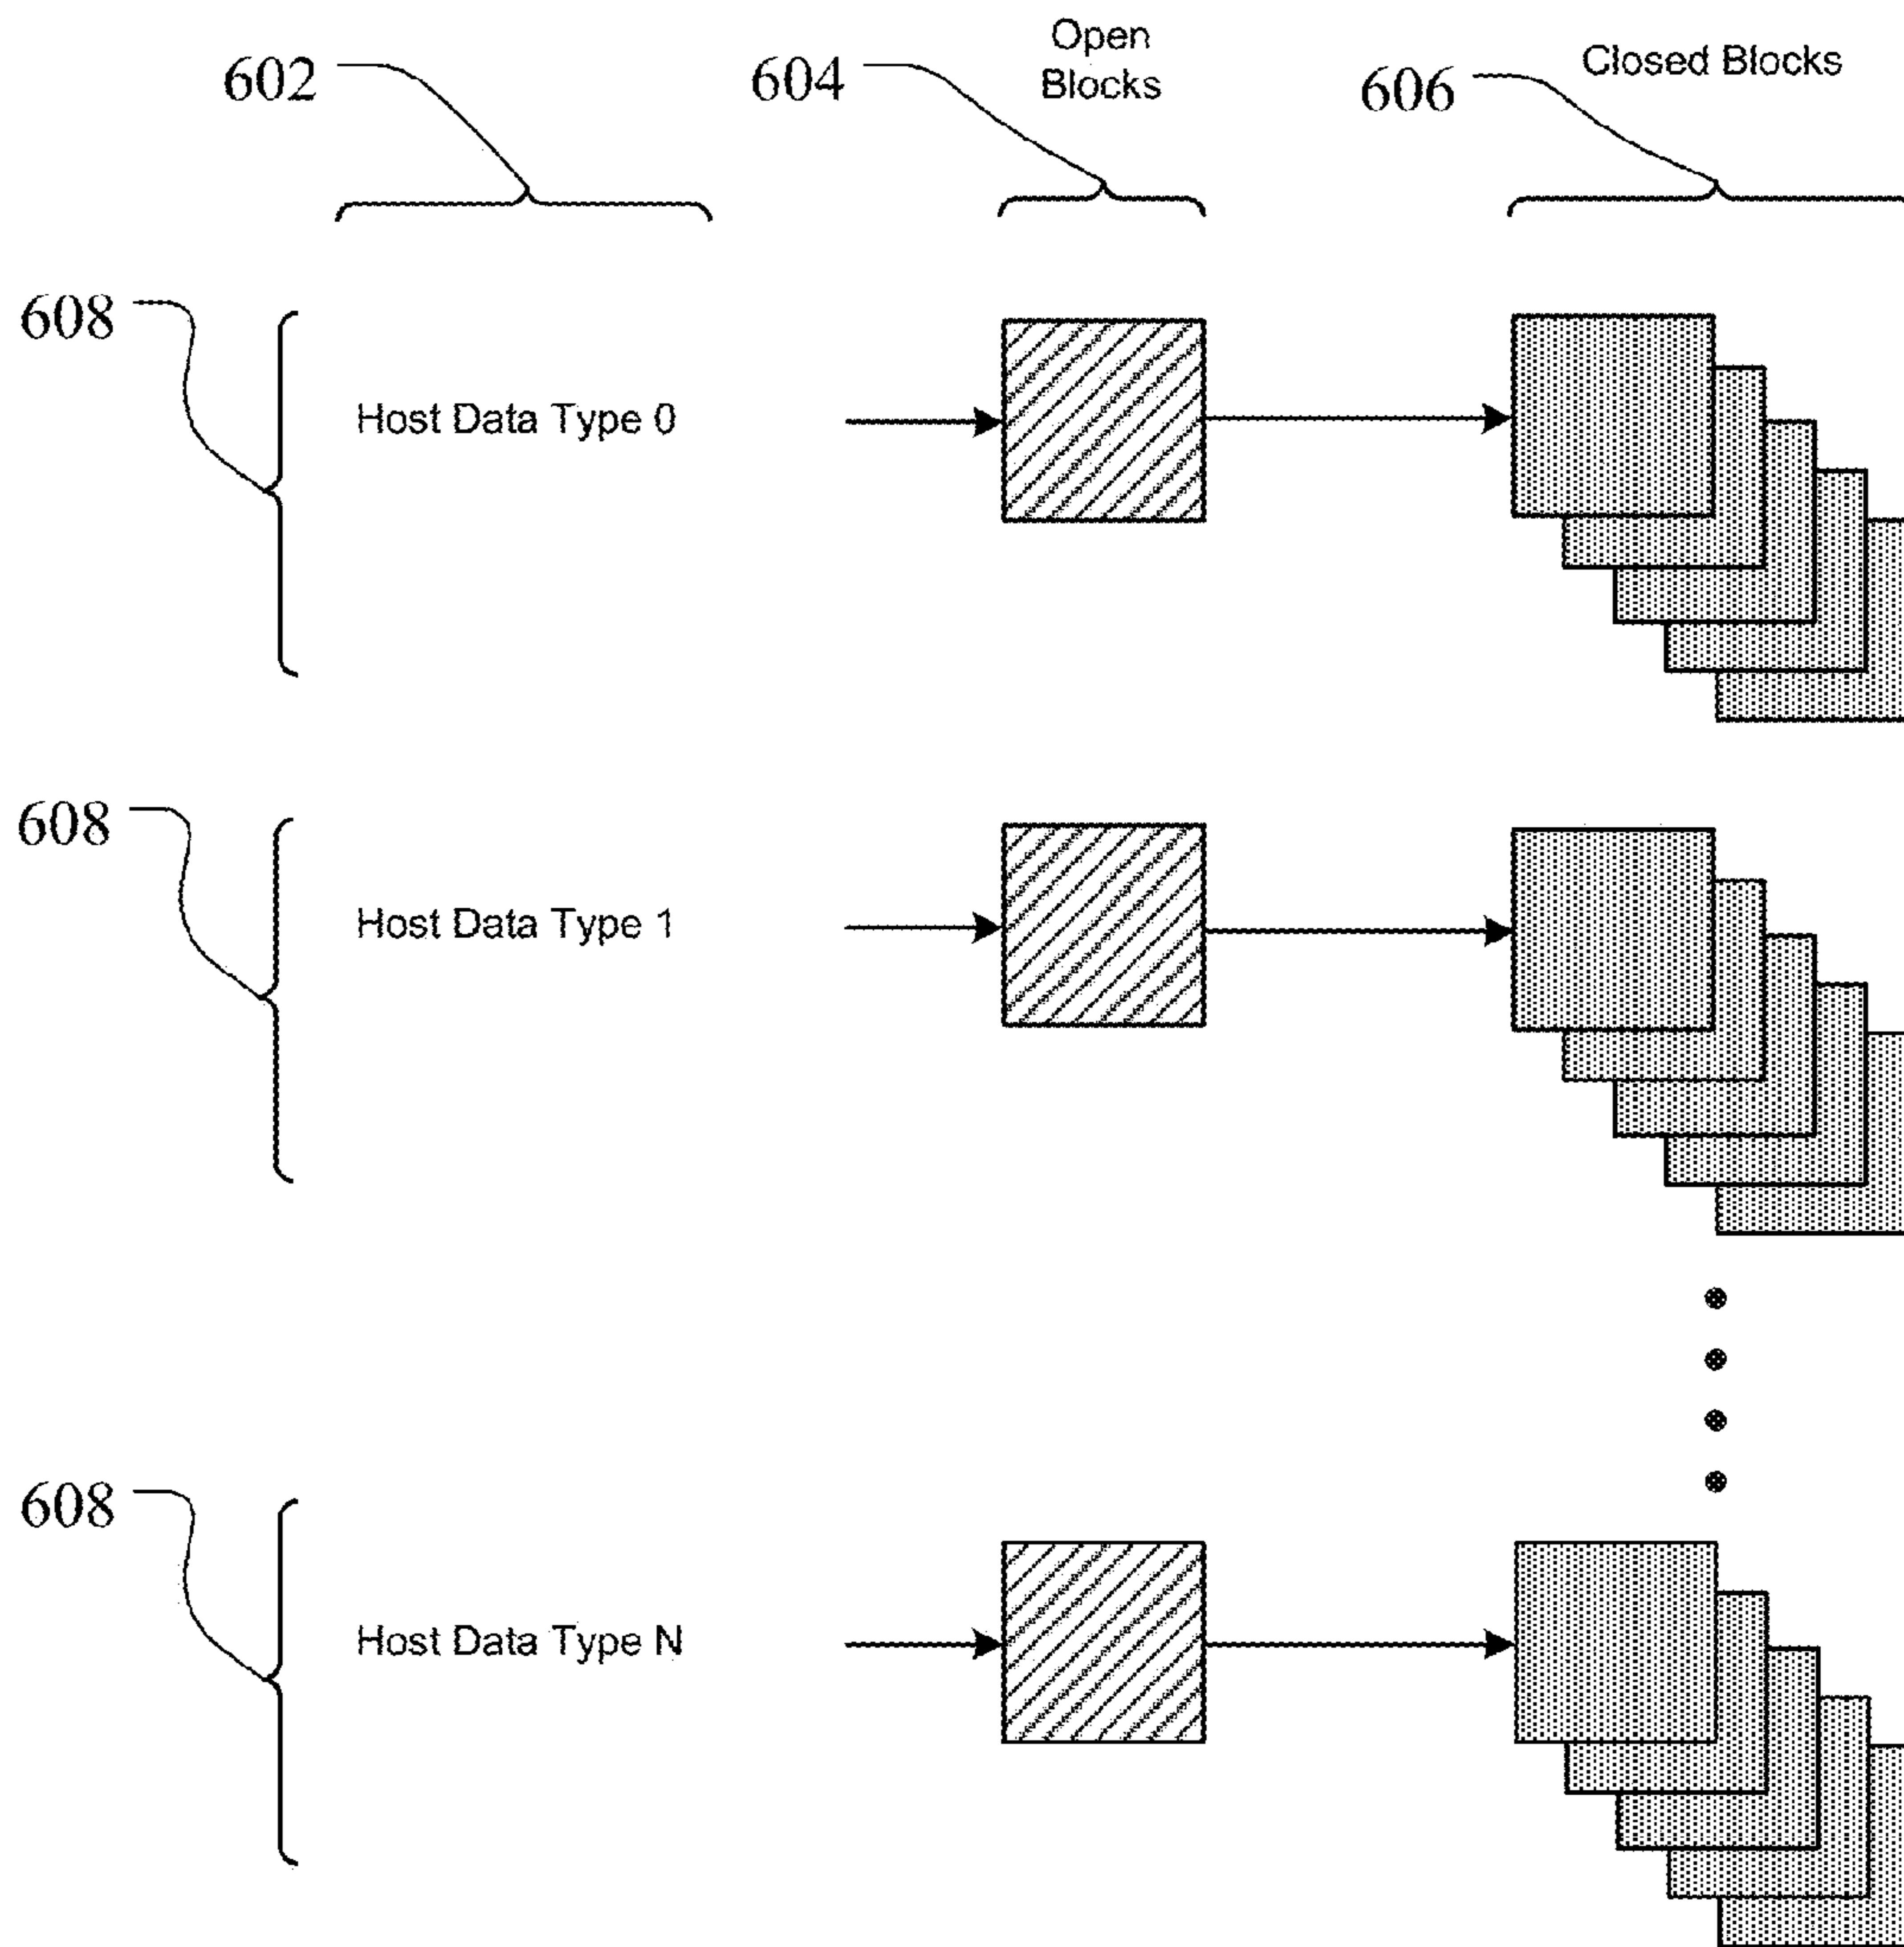 602
604
Open
Blocks
606
Closed Blocks
608
Host Data Type 0
608
Host Data Type 1
608
Host Data Type N